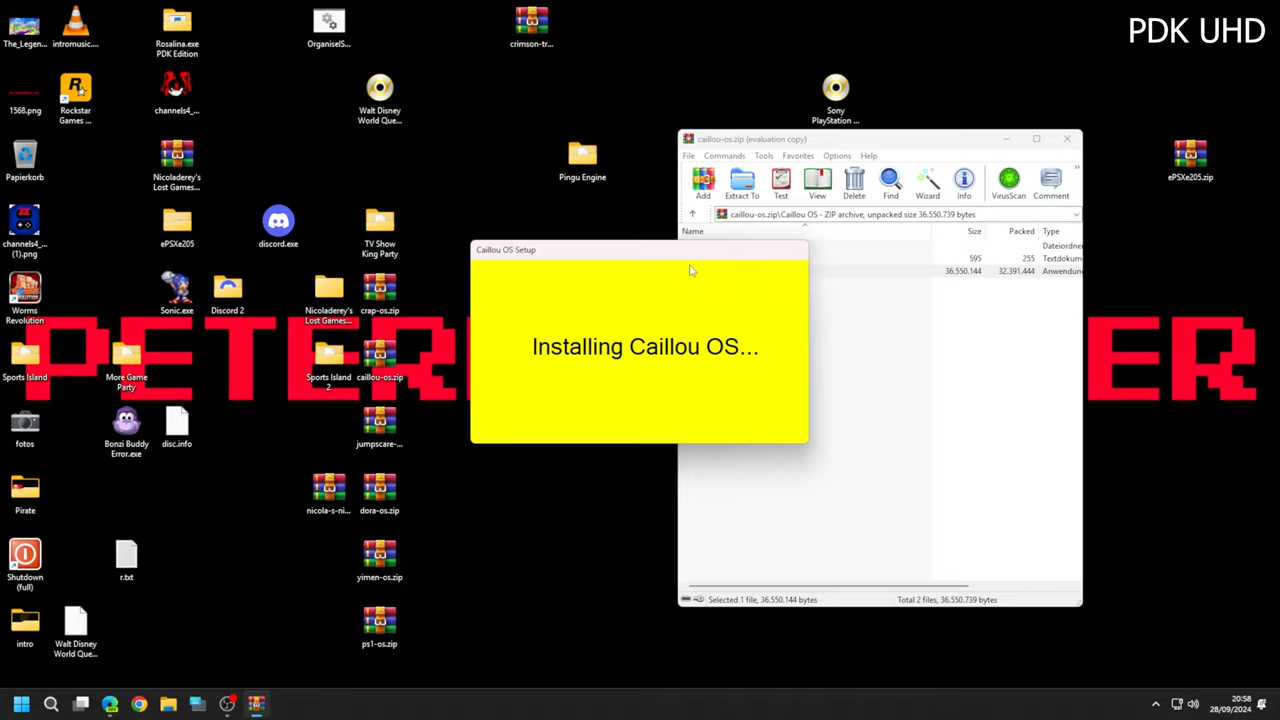 PDK UHD
The_Legen...
intromusic....
Rosalina.exe
PDK Edition
OrganiseIS...
crimson-tr...
1568.png
Rockstar
Games ...
channels4_...
Walt Disney
World Que...
Sony
PlayStation ...
Papierkorb
Nicoladerey's
Lost Games...
Pingu Engine
ePSXe205.zip
channels4_
(1).png
ePSXe205
discord.exe
TV Show
King Party
Worms
Revolution
Sonic.exe
Discord 2
Nicoladerey's
Lost Games...
crap-os.zip
Sports Island
More Game
Party
Sports Island
2
caillou-os.zip
fotos
Bonzi Buddy
Error.exe
disc.info
jumpscare-...
Pirate
nicola-s-ni...
dora-os.zip
Shutdown
(full)
r.txt
yimen-os.zip
intro
Walt Disney
World Que...
ps1-os.zip
PETER
ER
caillou-os.zip (evaluation copy)
File Commands Tools Favorites Options Help
Add Extract To Test View Delete Find Wizard Info VirusScan Comment
caillou-os.zip\Caillou OS - ZIP archive, unpacked size 36.550.739 bytes
Name Size Packed Type
Dateiordner
595 255 Textdokum
36.550.144 32.391.444 Anwendun
Selected 1 file, 36.550.144 bytes Total 2 files, 36.550.739 bytes
Caillou OS Setup
Installing Caillou OS...
20:58
28/09/2024